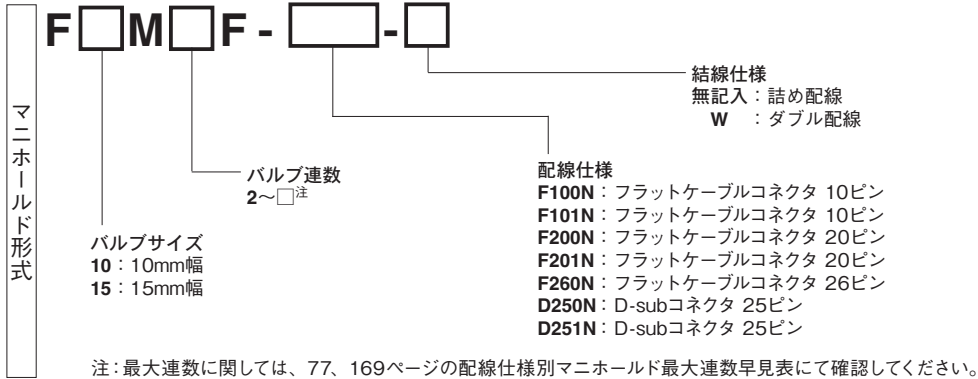 F□M□F-□-□
マニホールド形式
結線仕様
無記入：詰め配線
W ：ダブル配線
バルブ連数
2～□注
配線仕様
F100N：フラットケーブルコネクタ 10ピン
F101N：フラットケーブルコネクタ 10ピン
F200N：フラットケーブルコネクタ 20ピン
F201N：フラットケーブルコネクタ 20ピン
F260N：フラットケーブルコネクタ 26ピン
D250N：D-subコネクタ 25ピン
D251N：D-subコネクタ 25ピン
バルブサイズ
10：10mm幅
15：15mm幅
注：最大連数に関しては、77、169ページの配線仕様別マニホールド最大連数早見表にて確認してください。